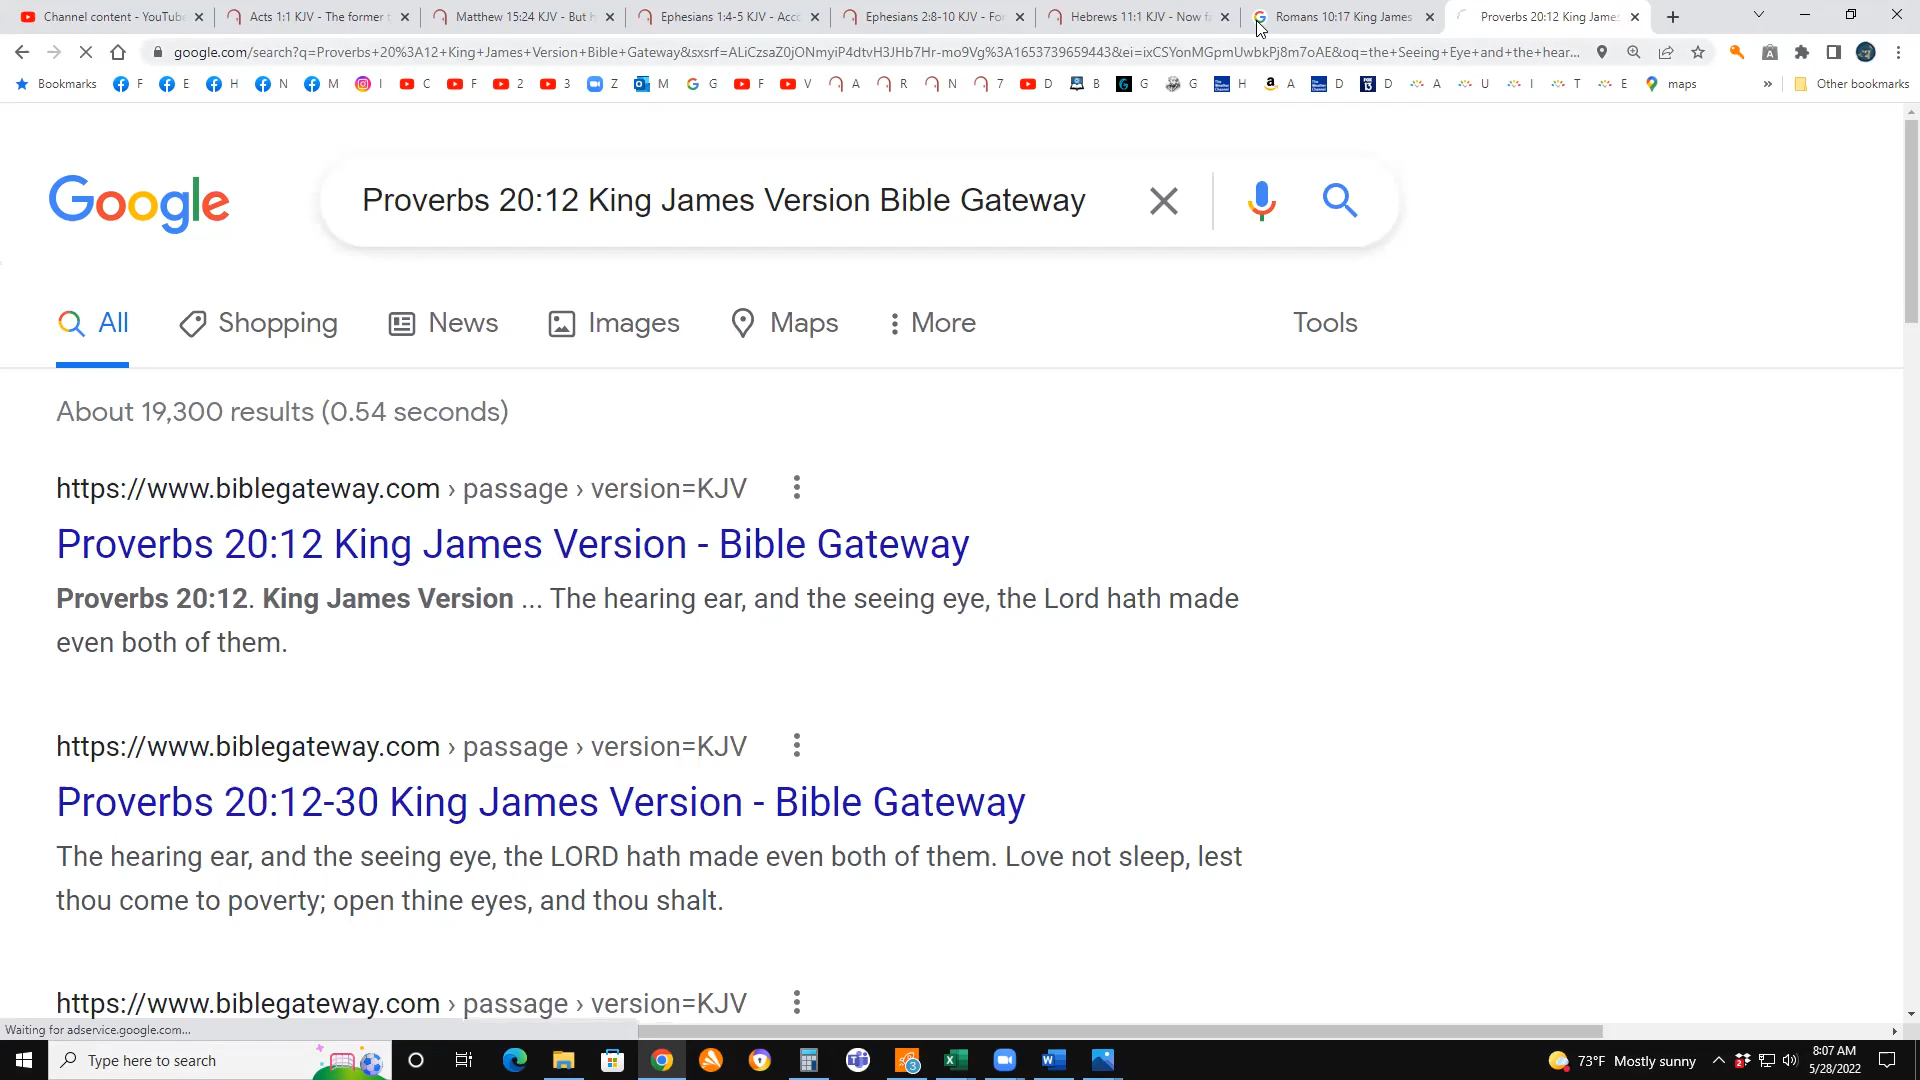 Channel content - YouTube
Acts 1:1 KJV - The former t
Matthew 15:24 KJV - But h
Ephesians 1:4-5 KJV - Acco
Ephesians 2:8-10 KJV - For
Hebrews 11:1 KJV - Now fa
Romans 10:17 King James
Proverbs 20:12 King James
google.com/search?q=Proverbs+20%3A12+King+James+Version+Bible+Gateway&sxsrf=ALiCzsaZ0jONmyiP4dtvH3JHb7Hr-mo9Vg%3A1653739659443&ei=ixCSYonMGpmUwbkPj8m7oAE&oq=the+Seeing+Eye+and+the+hear...
Bookmarks F E H N M I C F 2 3 Z M G F V A R N 7 D B G G H A D D A U I T E maps » Other bookmarks
Google
Proverbs 20:12 King James Version Bible Gateway
All Shopping News Images Maps More Tools
About 19,300 results (0.54 seconds)
https://www.biblegateway.com › passage › version=KJV
Proverbs 20:12 King James Version - Bible Gateway
Proverbs 20:12. King James Version ... The hearing ear, and the seeing eye, the Lord hath made
even both of them.
https://www.biblegateway.com › passage › version=KJV
Proverbs 20:12-30 King James Version - Bible Gateway
The hearing ear, and the seeing eye, the LORD hath made even both of them. Love not sleep, lest
thou come to poverty; open thine eyes, and thou shalt.
https://www.biblegateway.com › passage › version=KJV
Waiting for adservice.google.com...
Type here to search
3
73°F Mostly sunny
8:07 AM
5/28/2022